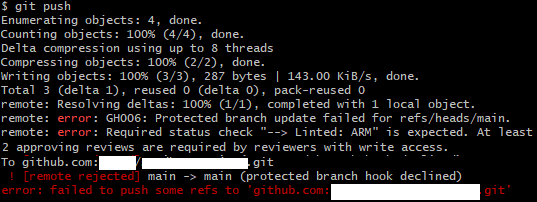 $ git push
Enumerating objects: 4, done.
Counting objects: 100% (4/4), done.
Delta compression using up to 8 threads
Compressing objects: 100% (2/2), done.
Writing objects: 100% (3/3), 287 bytes | 143.00 KiB/s, done.
Total 3 (delta 1), reused 0 (delta 0), pack-reused 0
remote: Resolving deltas: 100% (1/1), completed with 1 local object.
remote: error: GH006: Protected branch update failed for refs/heads/main.
remote: error: Required status check "--> Linted: ARM" is expected. At least
2 approving reviews are required by reviewers with write access.
To github.com: / .git
! [remote rejected] main -> main (protected branch hook declined)
error: failed to push some refs to 'github.com: .git'